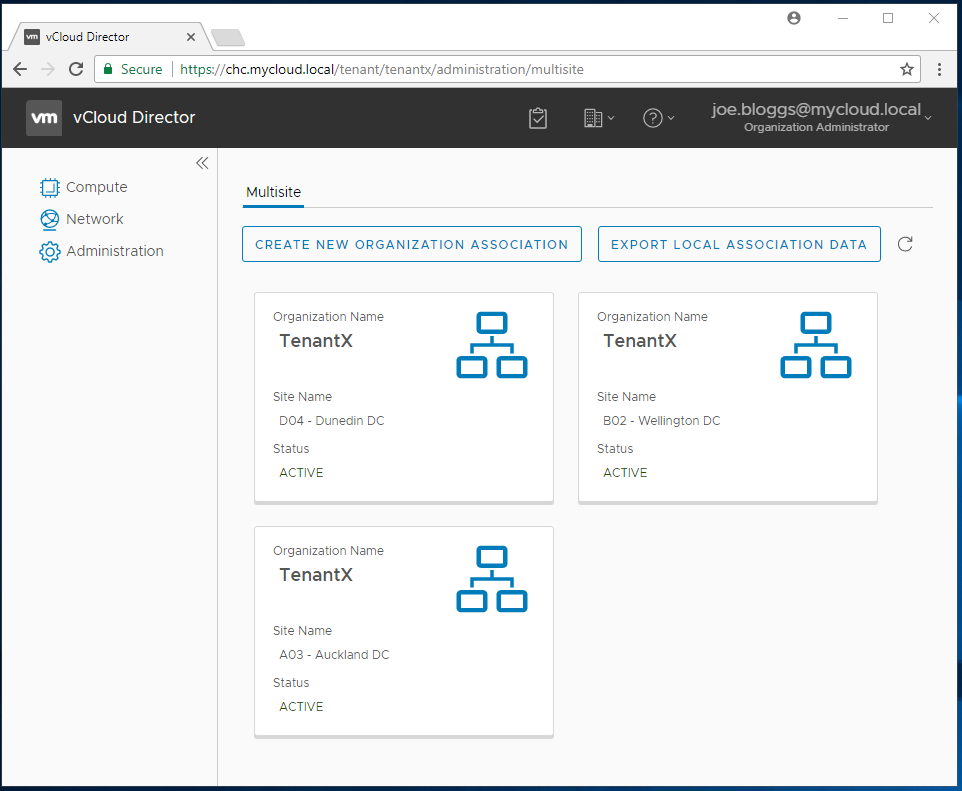 vm vCloud Director
Secure https://chc.mycloud.local/tenant/tenantx/administration/multisite
vm vCloud Director
? joe.bloggs@mycloud.local
Organization Administrator
Compute
Network
Administration
Multisite
CREATE NEW ORGANIZATION ASSOCIATION EXPORT LOCAL ASSOCIATION DATA
Organization Name
TenantX
Site Name
D04 - Dunedin DC
Status
ACTIVE
Organization Name
TenantX
Site Name
B02 - Wellington DC
Status
ACTIVE
Organization Name
TenantX
Site Name
A03 - Auckland DC
Status
ACTIVE